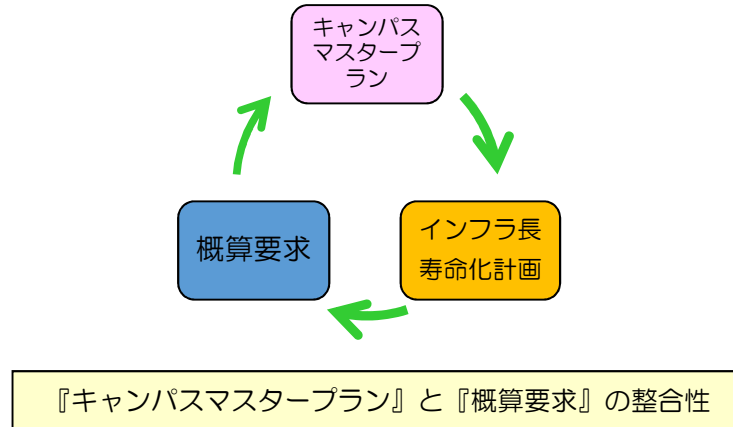 キャンパス
マスタープ
ラン
概算要求
インフラ長
寿命化計画
『キャンパスマスタープラン』と『概算要求』の整合性